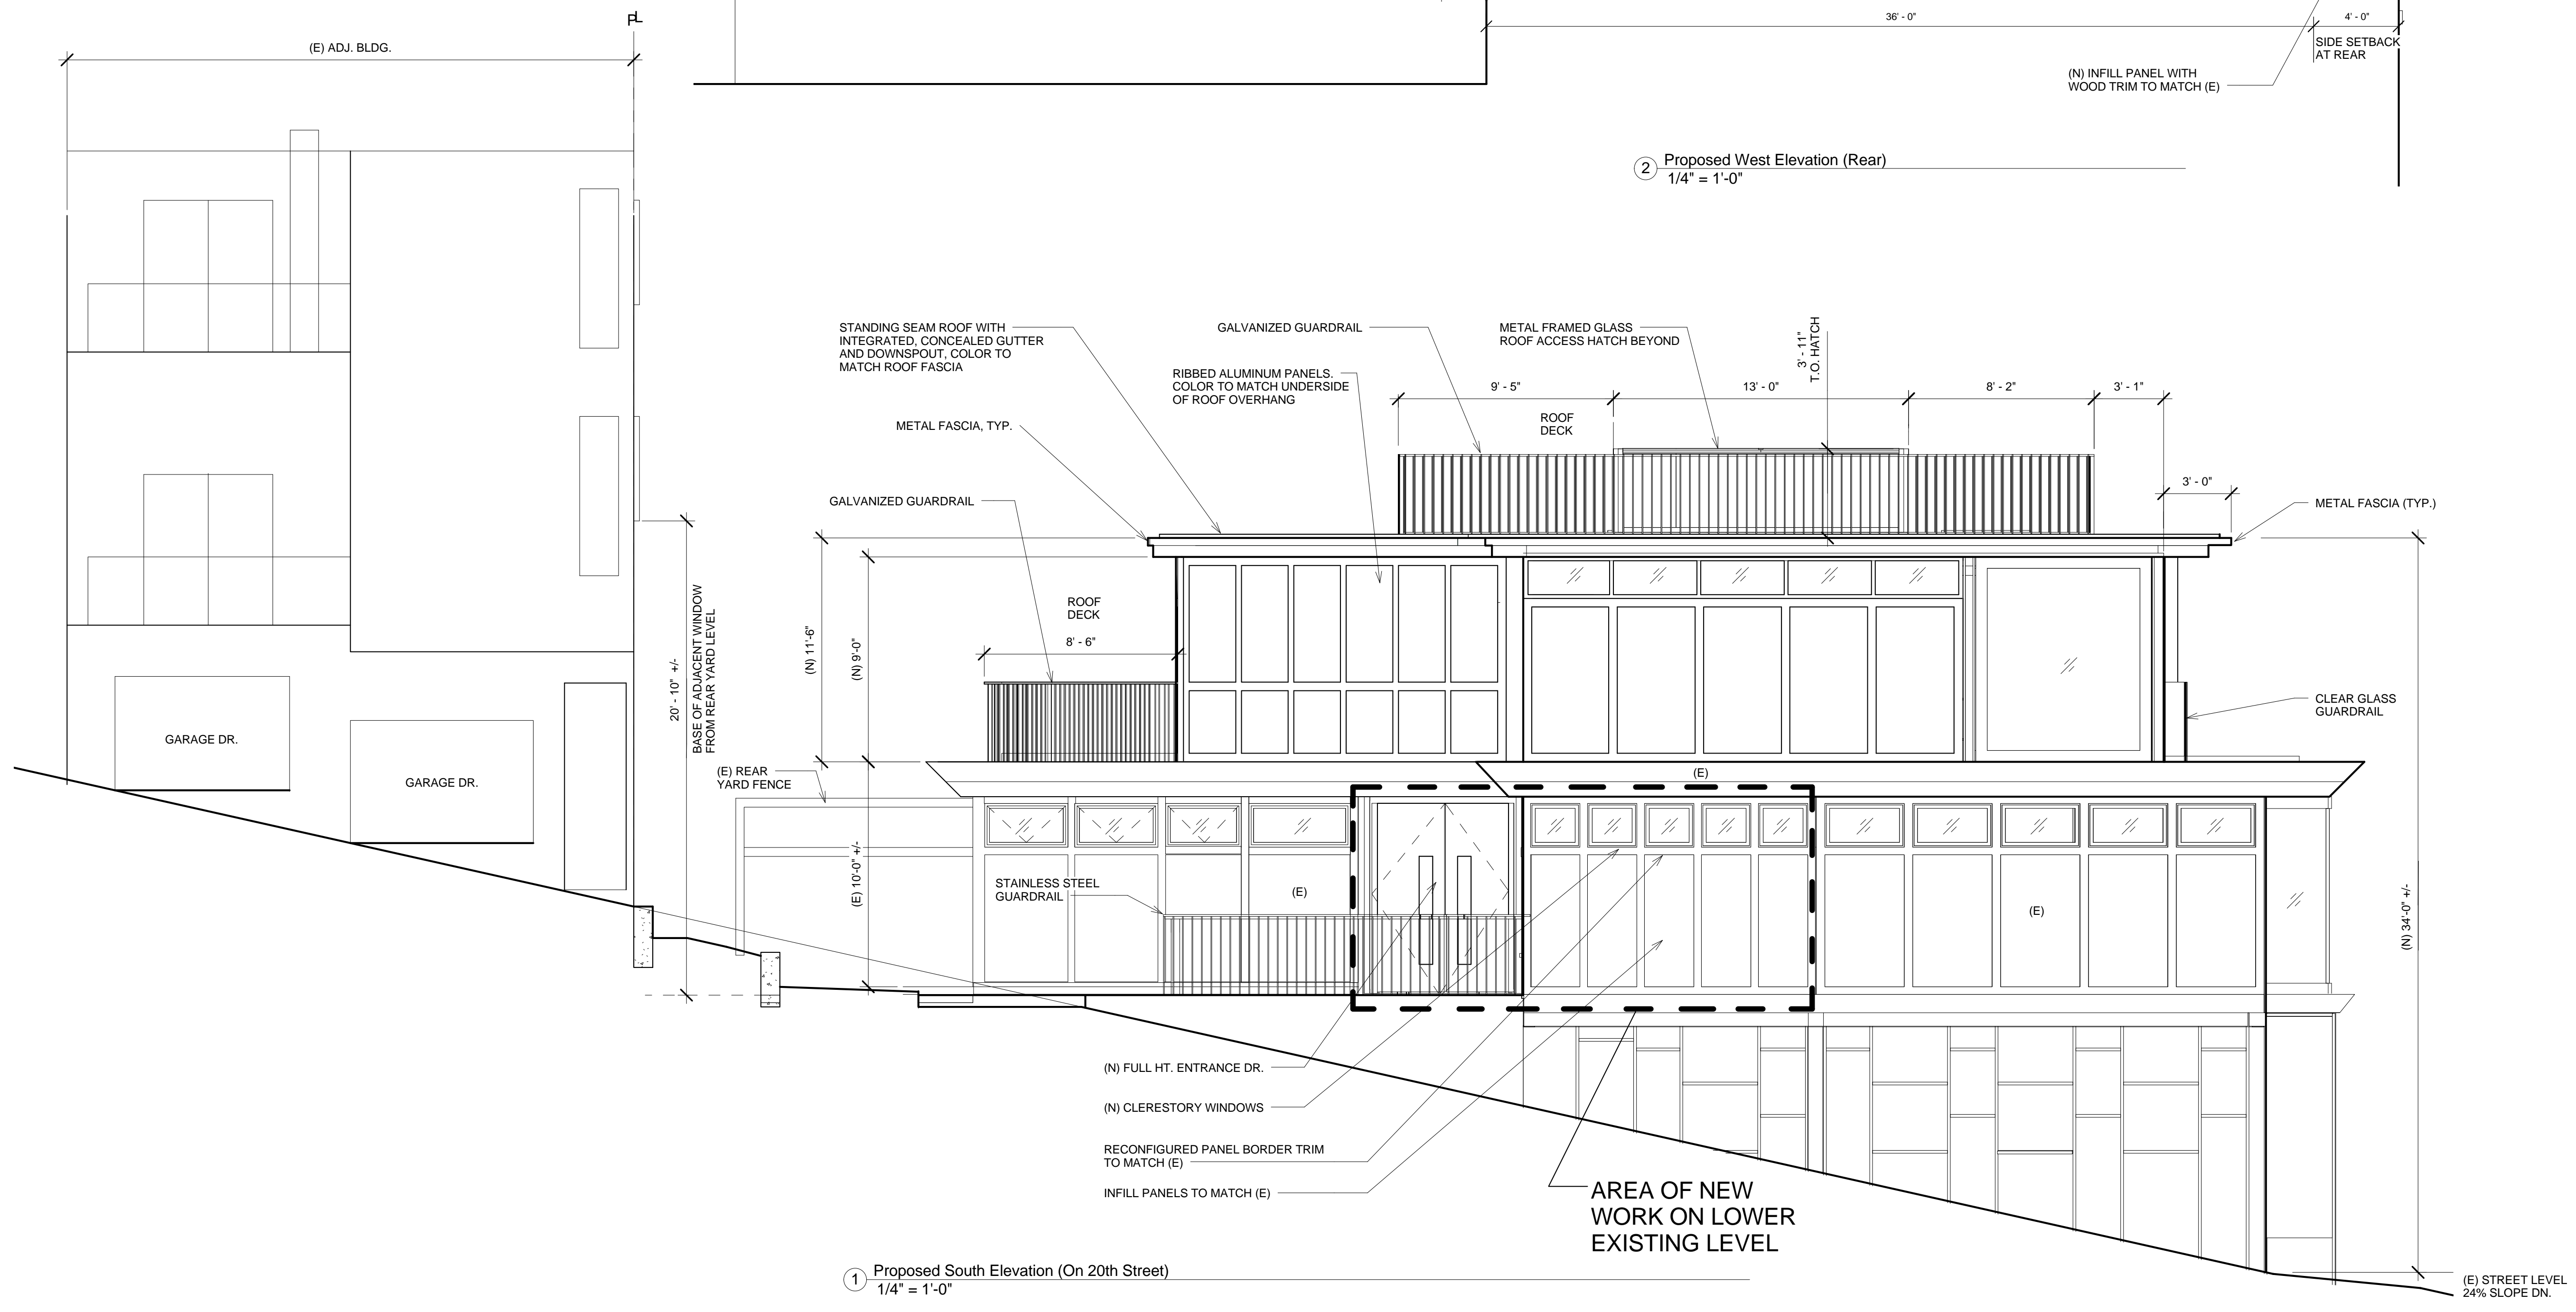 PL
(E) ADJ. BLDG.
36' - 0"
4' - 0"
SIDE SETBACK
AT REAR
(N) INFILL PANEL WITH
WOOD TRIM TO MATCH (E)
2
Proposed West Elevation (Rear)
1/4" = 1'-0"
STANDING SEAM ROOF WITH
INTEGRATED, CONCEALED GUTTER
AND DOWNSPOUT, COLOR TO
MATCH ROOF FASCIA
GALVANIZED GUARDRAIL
METAL FRAMED GLASS
ROOF ACCESS HATCH BEYOND
3' - 11"
T.O. HATCH
RIBBED ALUMINUM PANELS.
COLOR TO MATCH UNDERSIDE
OF ROOF OVERHANG
9' - 5"
13' - 0"
8' - 2"
3' - 1"
ROOF
DECK
METAL FASCIA, TYP.
3' - 0"
METAL FASCIA (TYP.)
GALVANIZED GUARDRAIL
ROOF
DECK
8' - 6"
(N) 11'-6"
(N) 9'-0"
20' - 10" +/-
BASE OF ADJACENT WINDOW
FROM REAR YARD LEVEL
CLEAR GLASS
GUARDRAIL
GARAGE DR.
GARAGE DR.
(E) REAR
YARD FENCE
(E)
(E) 10'-0" +/-
STAINLESS STEEL
GUARDRAIL
(E)
(E)
(N) 34'-0" +/-
(N) FULL HT. ENTRANCE DR.
(N) CLERESTORY WINDOWS
RECONFIGURED PANEL BORDER TRIM
TO MATCH (E)
INFILL PANELS TO MATCH (E)
AREA OF NEW
WORK ON LOWER
EXISTING LEVEL
1
Proposed South Elevation (On 20th Street)
1/4" = 1'-0"
(E) STREET LEVEL
24% SLOPE DN.